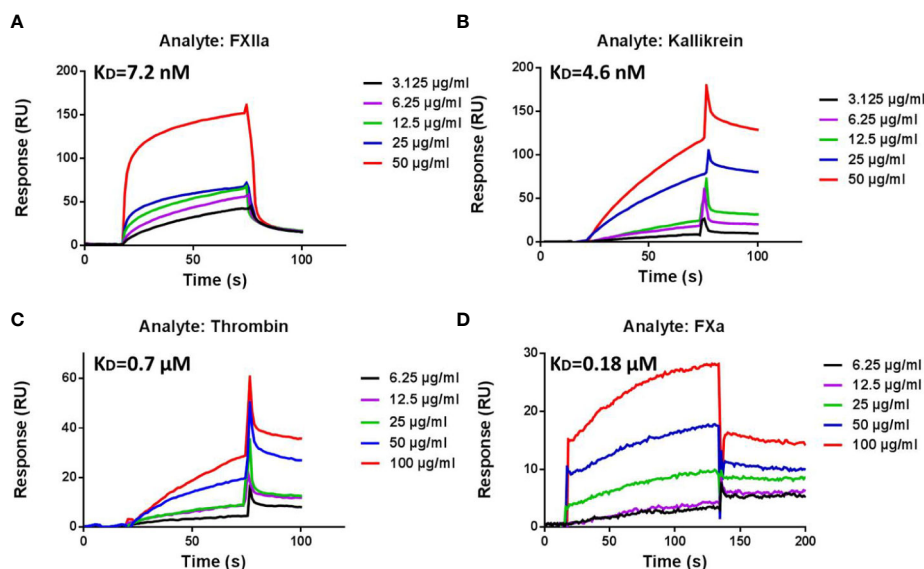 A
Analyte: FXIIa
KD=7.2 nM
Response (RU)
200
150
100
50
0
0 50 100
Time (s)
3.125 µg/ml
6.25 µg/ml
12.5 µg/ml
25 µg/ml
50 µg/ml
B
Analyte: Kallikrein
KD=4.6 nM
Response (RU)
200
150
100
50
0
0 50 100
Time (s)
3.125 µg/ml
6.25 µg/ml
12.5 µg/ml
25 µg/ml
50 µg/ml
C
Analyte: Thrombin
KD=0.7 µM
Response (RU)
60
40
20
0
0 20 40 60 80 100
Time (s)
6.25 µg/ml
12.5 µg/ml
25 µg/ml
50 µg/ml
100 µg/ml
D
Analyte: FXa
KD=0.18 µM
Response (RU)
30
20
10
0
0 50 100 150 200
Time (s)
6.25 µg/ml
12.5 µg/ml
25 µg/ml
50 µg/ml
100 µg/ml